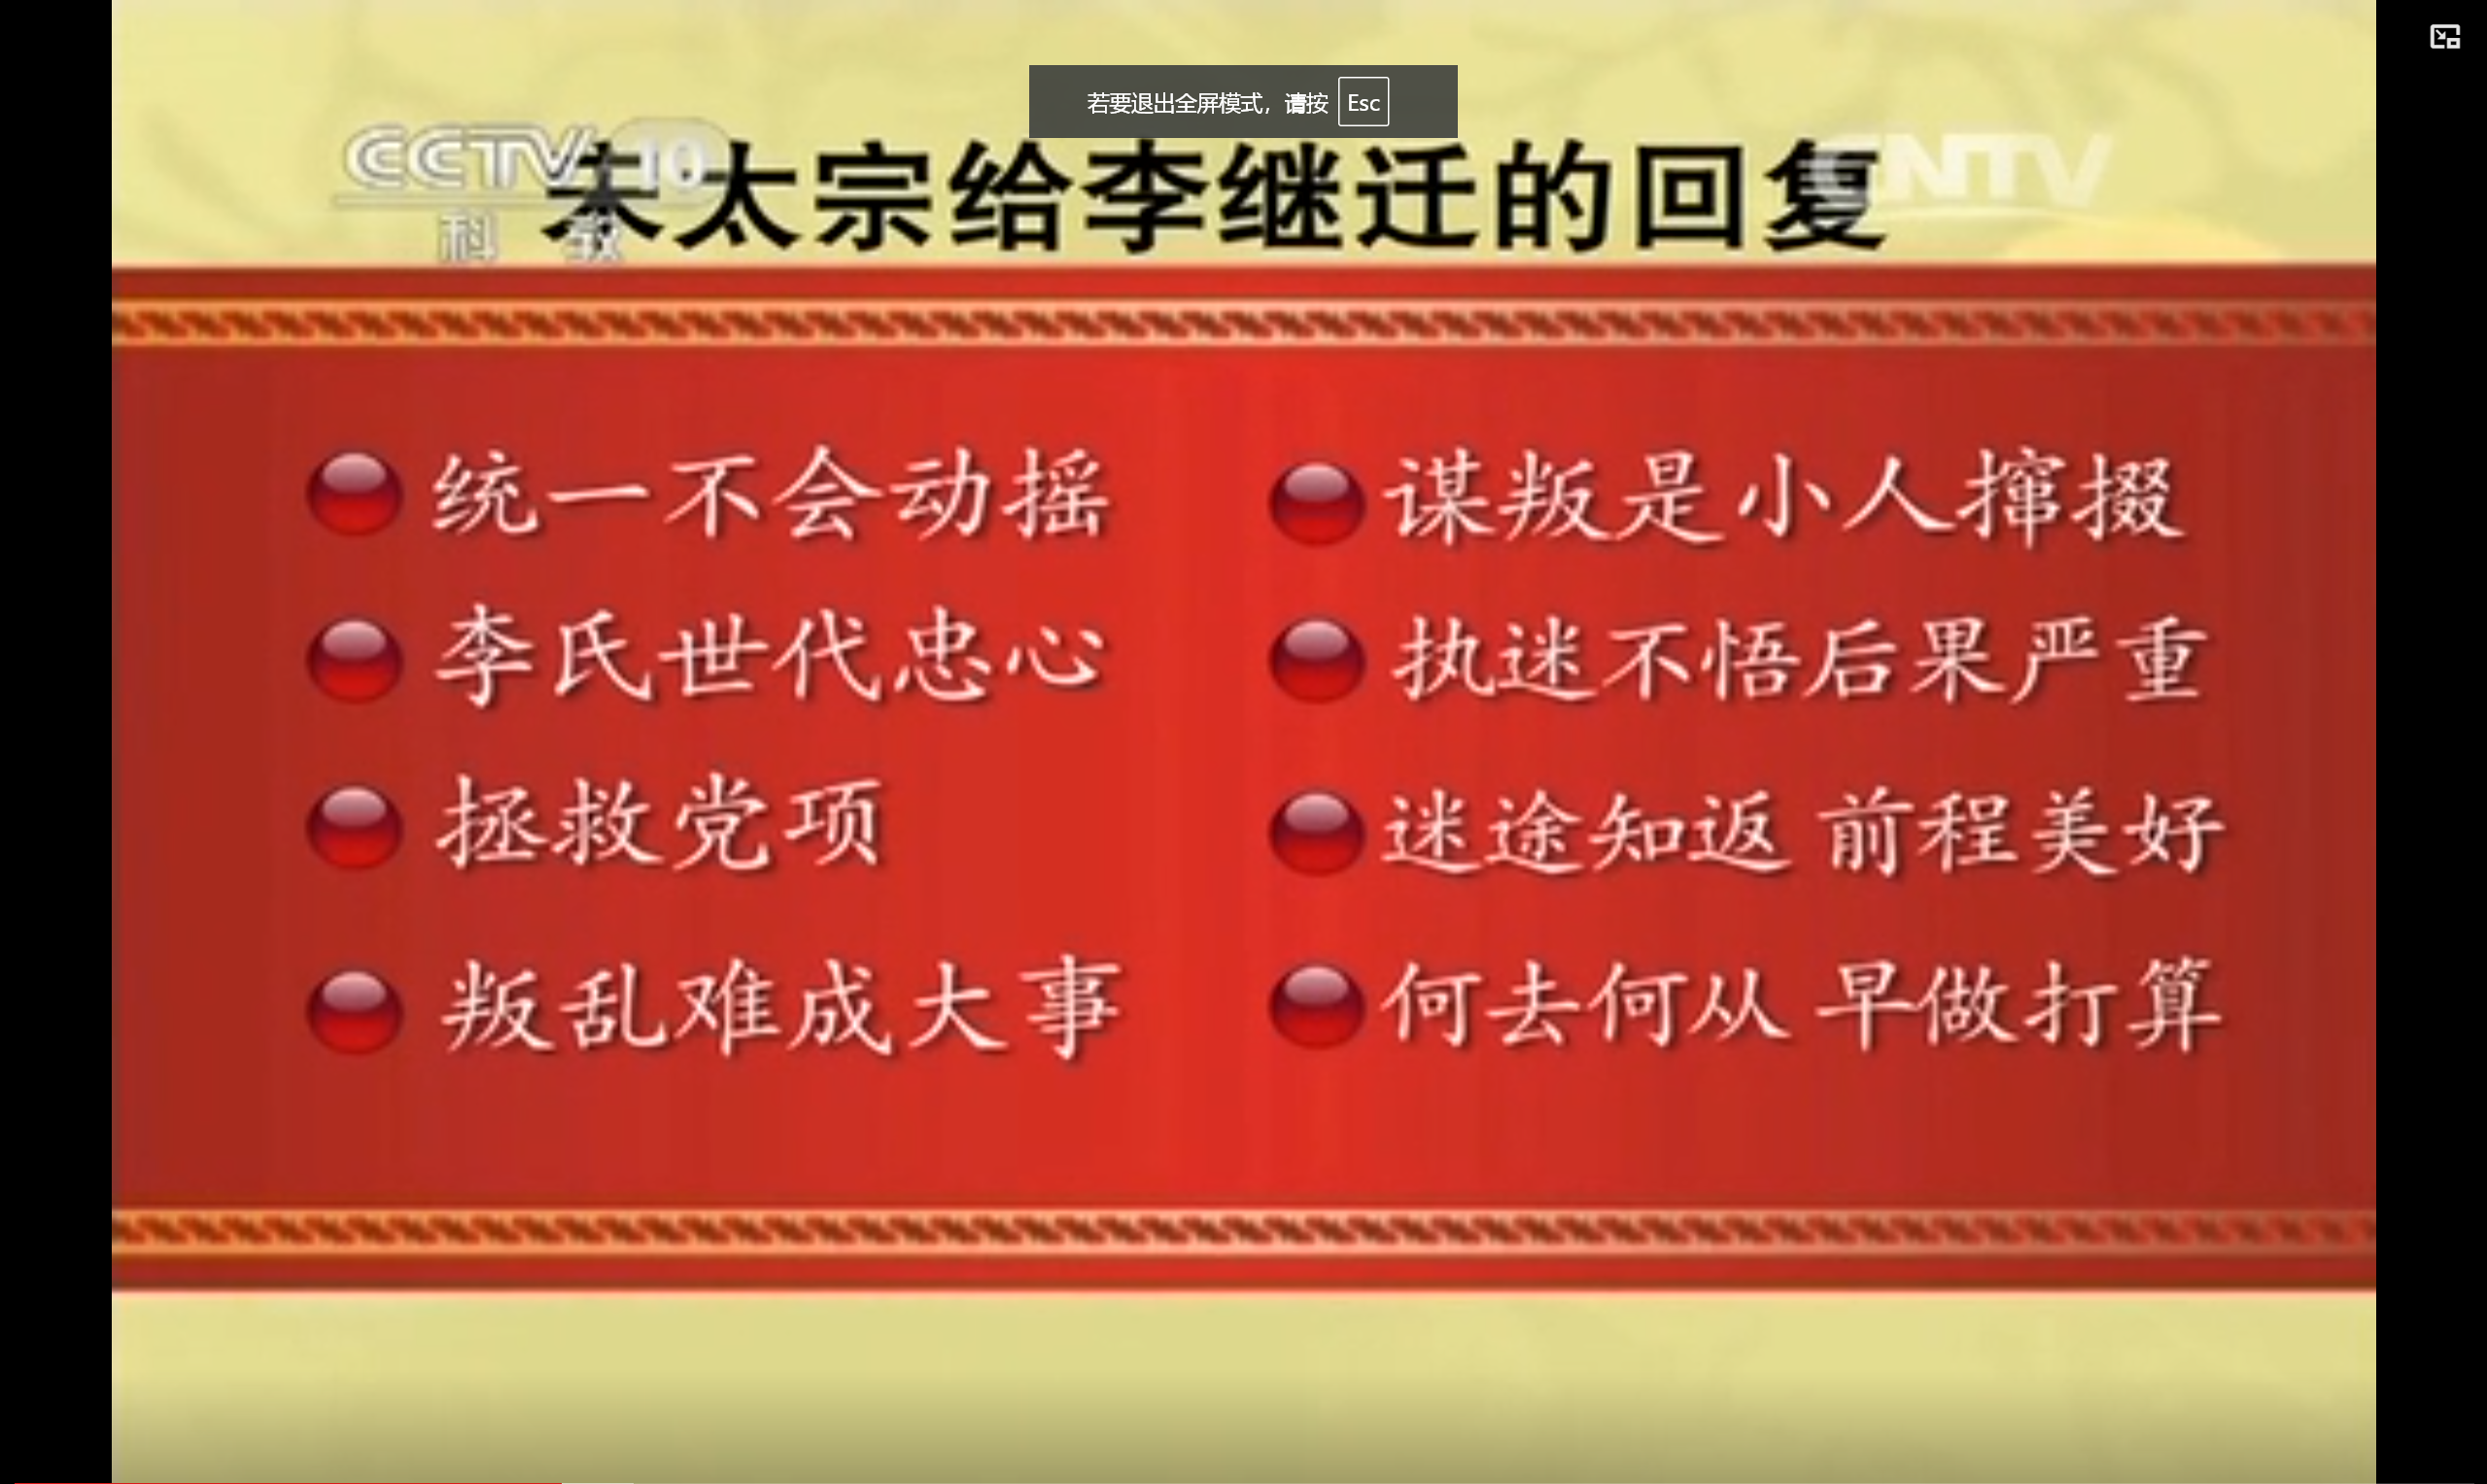 若要退出全屏模式，请按 Esc
CCTV 10
科 教
CNTV
宋太宗给李继迁的回复
统一不会动摇
李氏世代忠心
拯救党项
叛乱难成大事
谋叛是小人撺掇
执迷不悟后果严重
迷途知返 前程美好
何去何从 早做打算